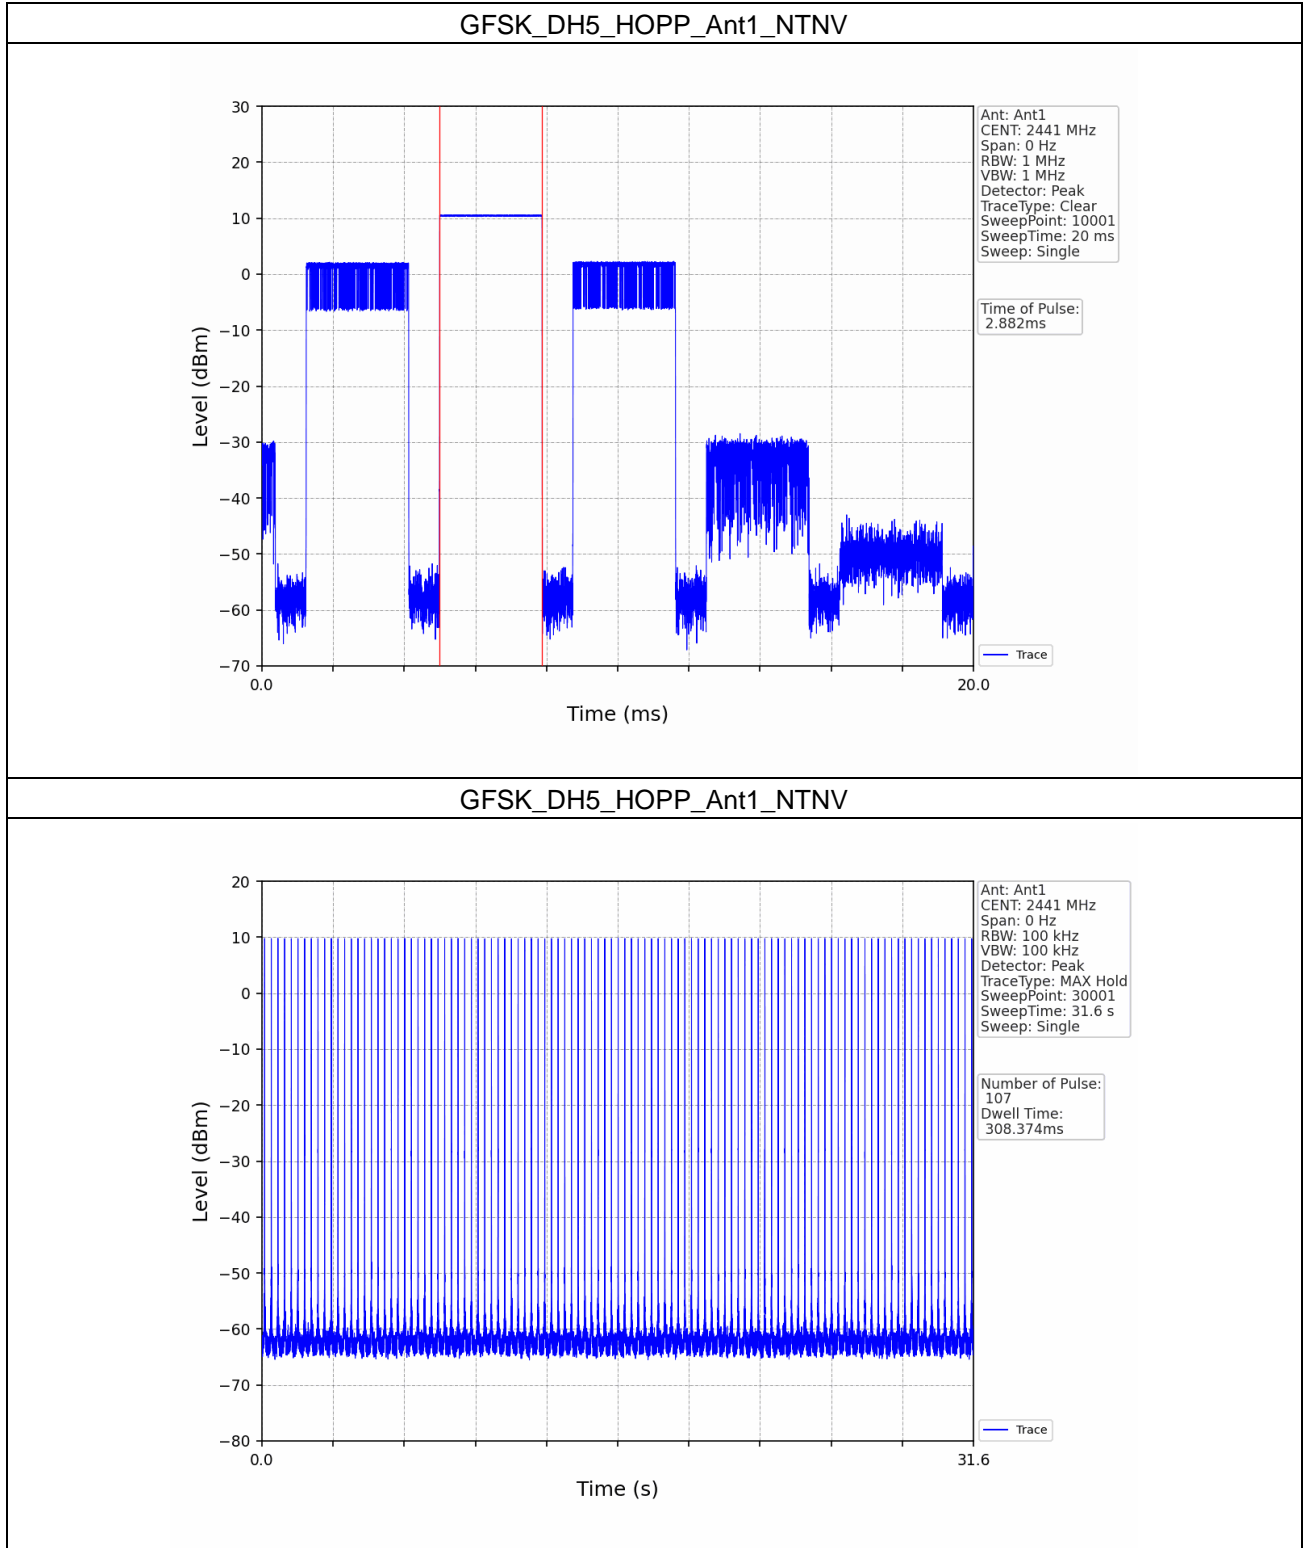 GFSK_DH5_HOPP_Ant1_NTNV
30
20
10
0
−10
−20
−30
−40
−50
−60
−70
Level (dBm)
0.0
20.0
Time (ms)
Ant: Ant1
CENT: 2441 MHz
Span: 0 Hz
RBW: 1 MHz
VBW: 1 MHz
Detector: Peak
TraceType: Clear
SweepPoint: 10001
SweepTime: 20 ms
Sweep: Single
Time of Pulse:
2.882ms
Trace
GFSK_DH5_HOPP_Ant1_NTNV
20
10
0
−10
−20
−30
−40
−50
−60
−70
−80
Level (dBm)
0.0
31.6
Time (s)
Ant: Ant1
CENT: 2441 MHz
Span: 0 Hz
RBW: 100 kHz
VBW: 100 kHz
Detector: Peak
TraceType: MAX Hold
SweepPoint: 30001
SweepTime: 31.6 s
Sweep: Single
Number of Pulse:
107
Dwell Time:
308.374ms
Trace